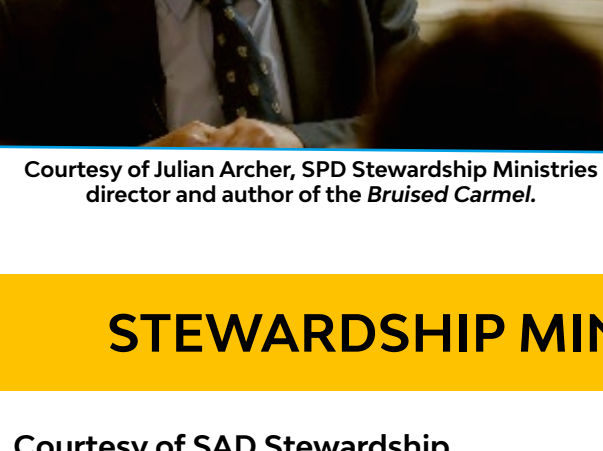 Courtesy of Julian Archer, SPD Stewardship Ministries
director and author of the Bruised Carmel.
STEWARDSHIP MIN
Courtesy of SAD Stewardship